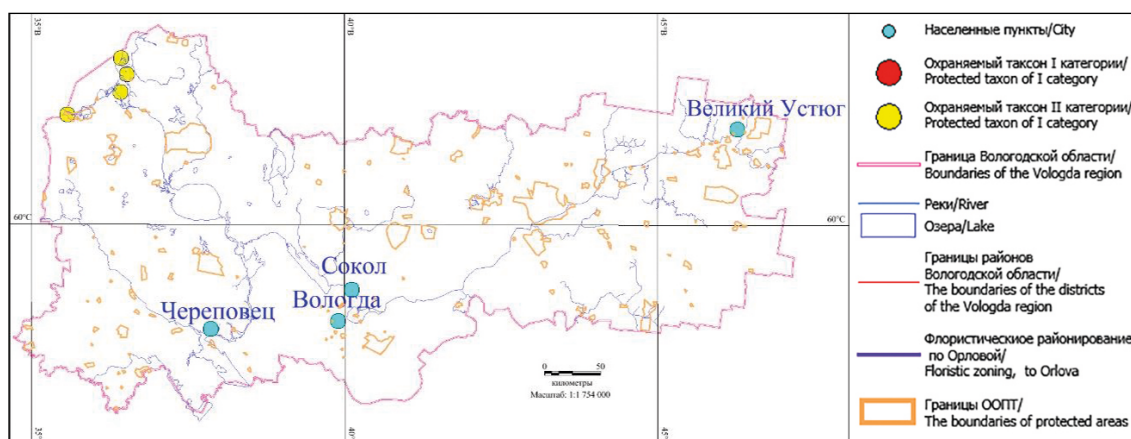 35°В
40°В
45°В
Великий Устюг
60°С
60°С
Сокол
Вологда
Череповец
0
50
километры
Масштаб: 1:1 754 000
35°
40°
45°
Населенные пункты/City
Охраняемый таксон I категории/
Protected taxon of I category
Охраняемый таксон II категории/
Protected taxon of I category
Граница Вологодской области/
Boundaries of the Vologda region
Реки/River
Озера/Lake
Границы районов
Вологодской области/
The boundaries of the districts
of the Vologda region
Флористичиское районирование
по Орловой/
Floristic zoning, to Orlova
Границы ООПТ/
The boundaries of protected areas